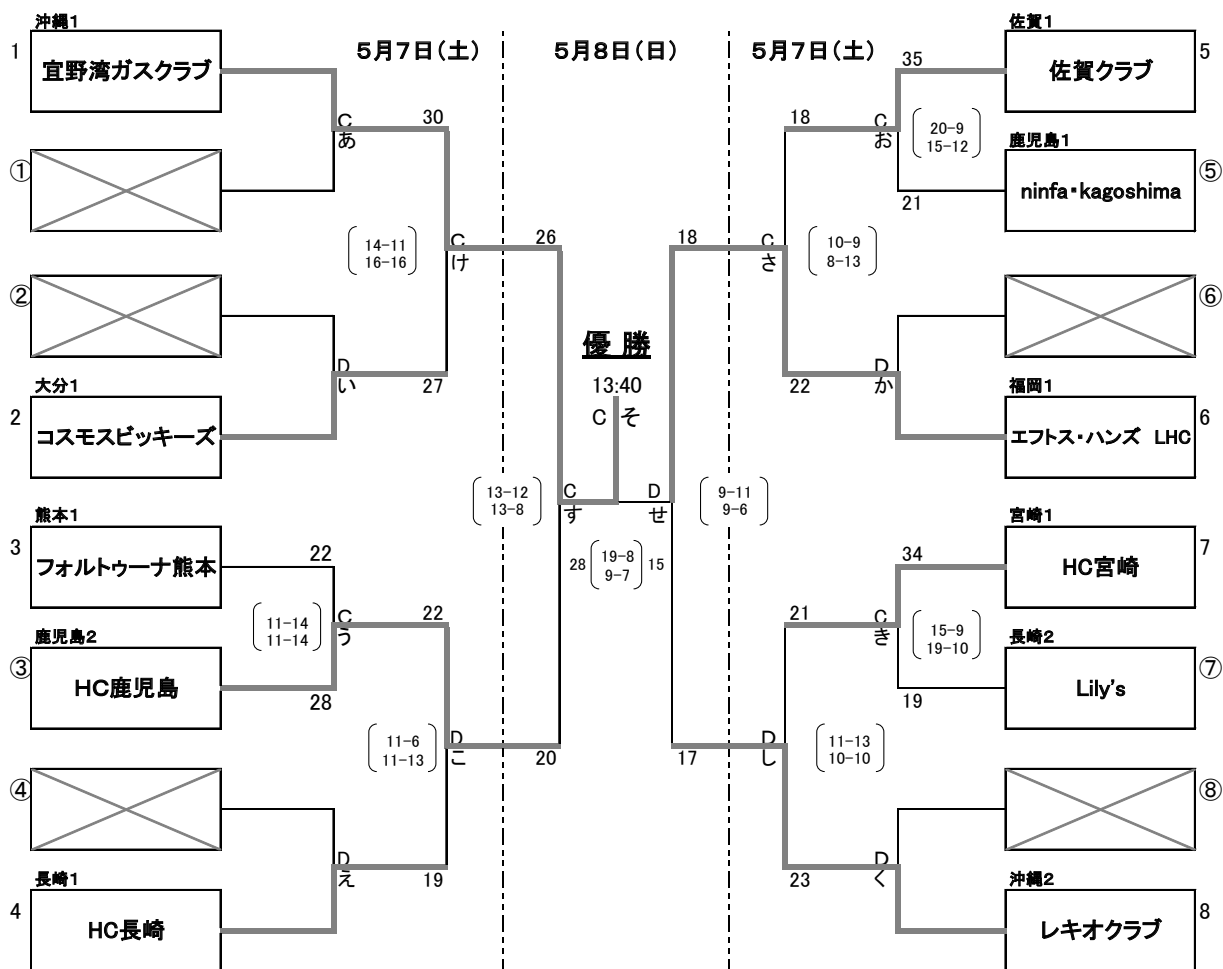 沖縄1
1
宜野湾ガスクラブ
①
②
大分1
2
コスモスビッキーズ
熊本1
3
フォルトゥーナ熊本
鹿児島2
③
HC鹿児島
④
長崎1
4
HC長崎
5月7日(土)
C
あ
30
14-11
16-16
C
け
D
い
27
22
11-14
11-14
C
う
22
28
11-6
11-13
D
こ
D
え
19
5月8日(日)
26
18
優 勝
13:40
C そ
13-12
13-8
C
す
D
せ
9-11
9-6
28
19-8
9-7
15
20
17
5月7日(土)
35
18
C
お
20-9
15-12
21
C
さ
10-9
8-13
22
D
か
34
21
C
き
15-9
19-10
19
D
し
11-13
10-10
23
D
く
佐賀1
佐賀クラブ
5
鹿児島1
ninfa・kagoshima
⑤
⑥
福岡1
エフトス・ハンズ LHC
6
宮崎1
HC宮崎
7
長崎2
Lily's
⑦
⑧
沖縄2
レキオクラブ
8